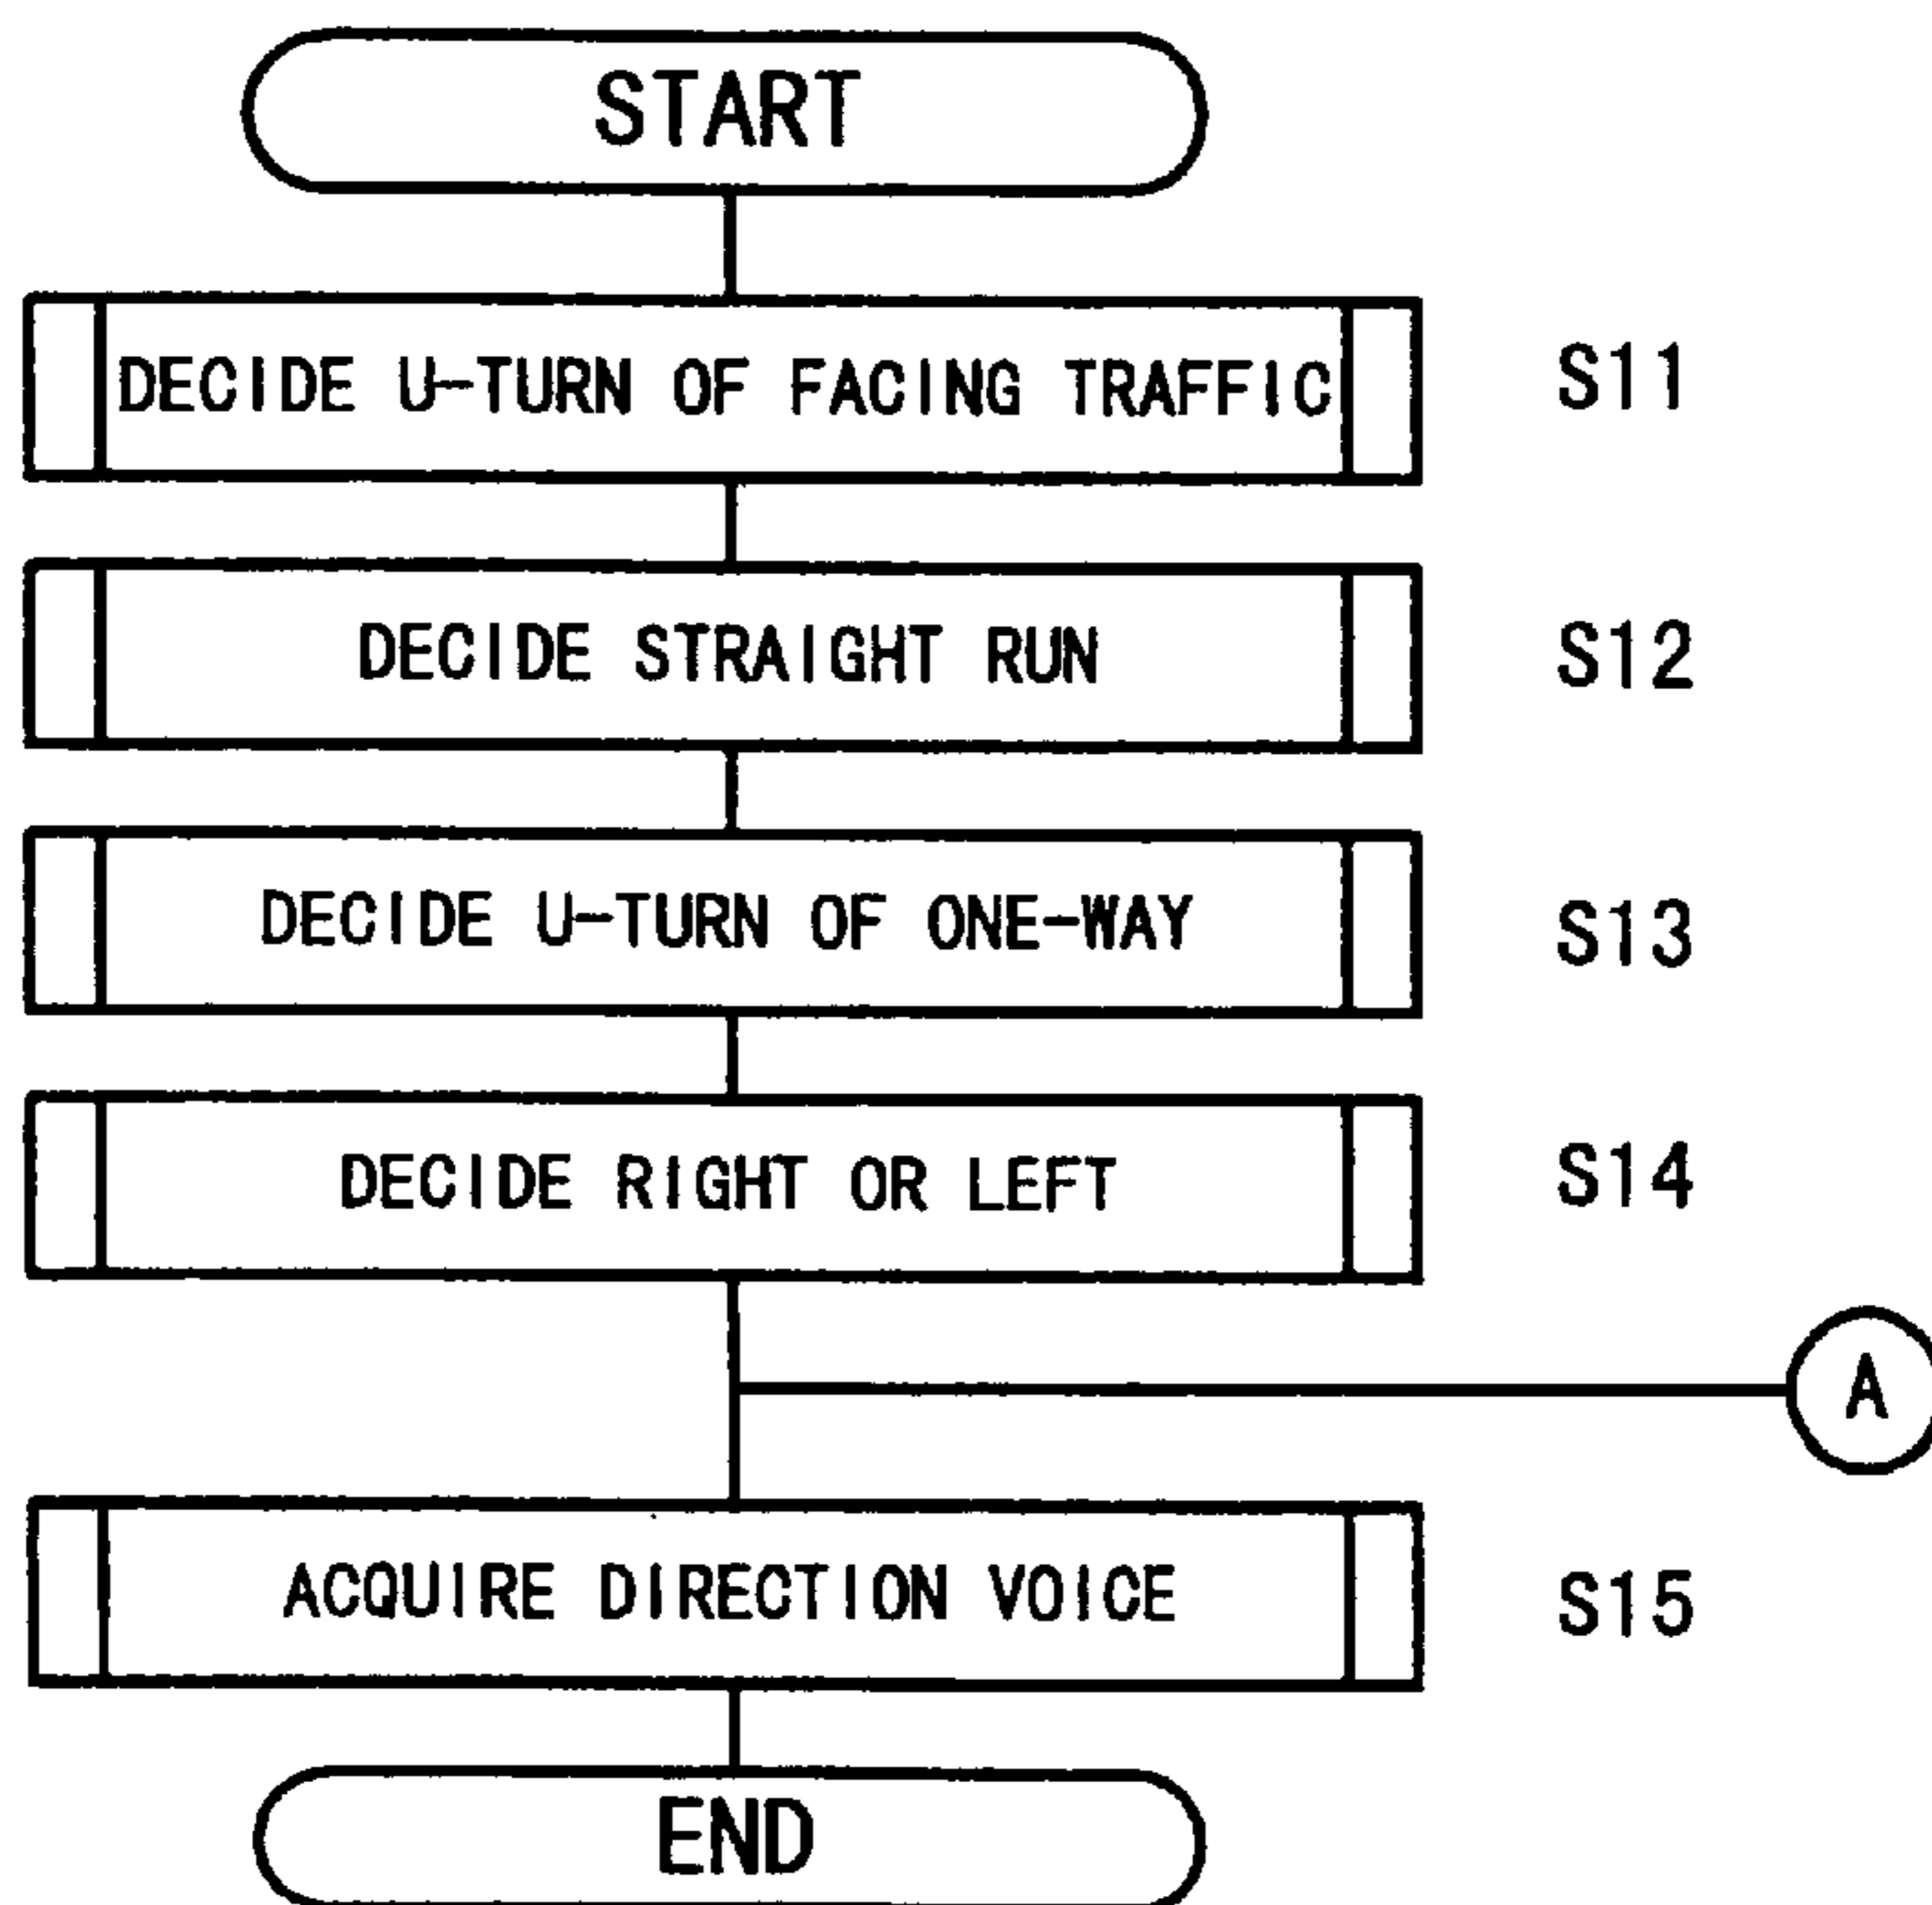 START
DECIDE U-TURN OF FACING TRAFFIC S11
DECIDE STRAIGHT RUN S12
DECIDE U-TURN OF ONE-WAY S13
DECIDE RIGHT OR LEFT S14
A
ACQUIRE DIRECTION VOICE S15
END